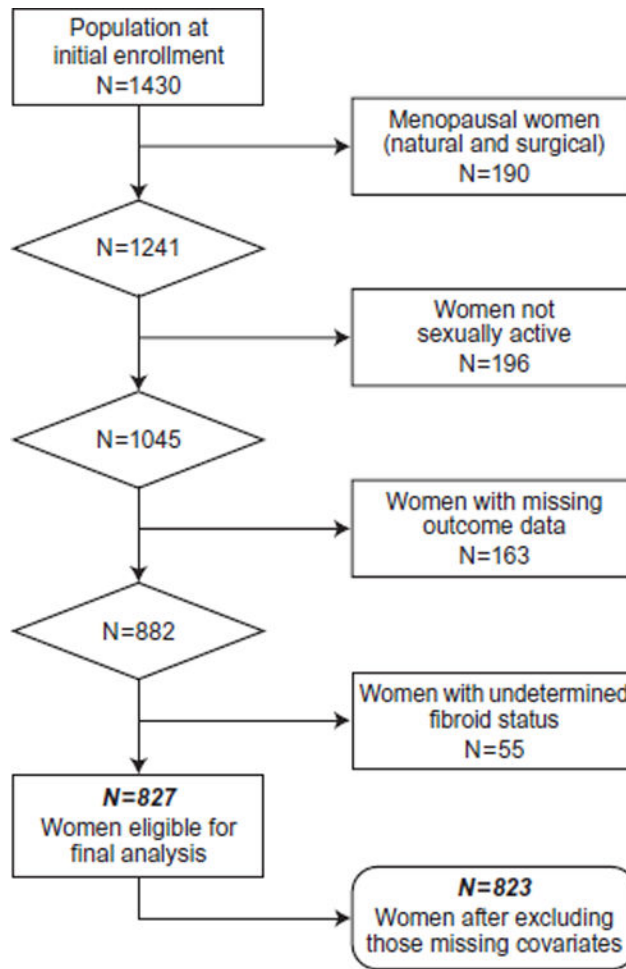 Population at
initial enrollment
N=1430
Menopausal women
(natural and surgical)
N=190
N=1241
Women not
sexually active
N=196
N=1045
Women with missing
outcome data
N=163
N=882
Women with undetermined
fibroid status
N=55
N=827
Women eligible for
final analysis
N=823
Women after excluding
those missing covariates